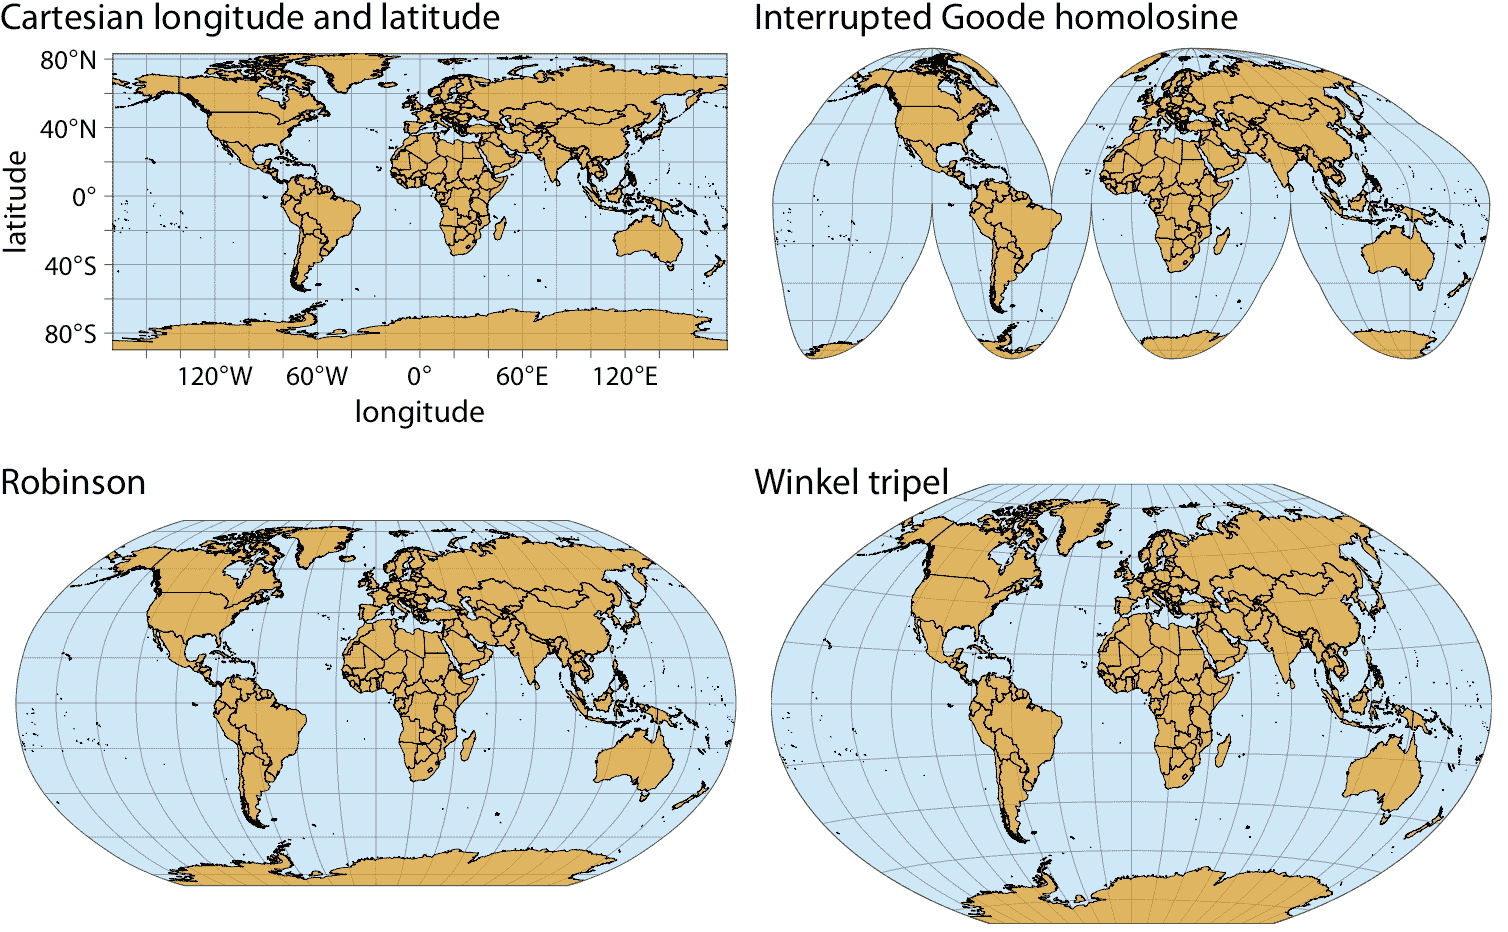 Cartesian longitude and latitude
80°N
40°N
0°
40°S
80°S
latitude
120°W 60°W 0° 60°E 120°E
longitude
Interrupted Goode homolosine
Robinson
Winkel tripel